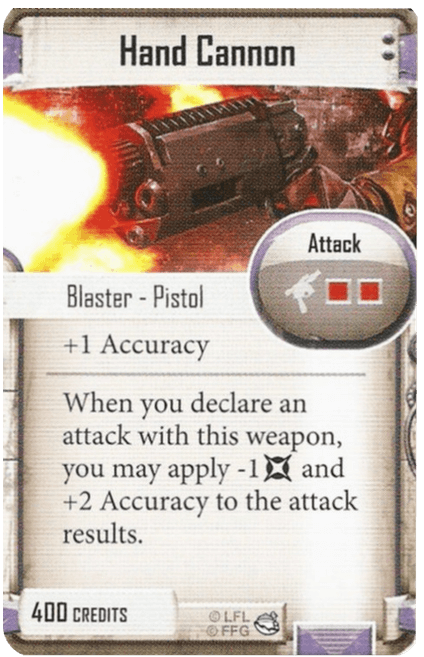 Hand Cannon
Attack
Blaster - Pistol
+1 Accuracy
When you declare an
attack with this weapon,
you may apply -1 and
+2 Accuracy to the attack
results.
400 CREDITS
© LFL
© FFG